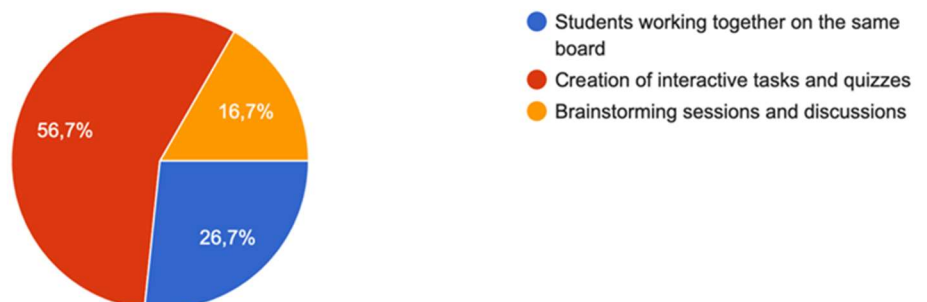 56,7%
16,7%
26,7%
Students working together on the same
board
Creation of interactive tasks and quizzes
Brainstorming sessions and discussions